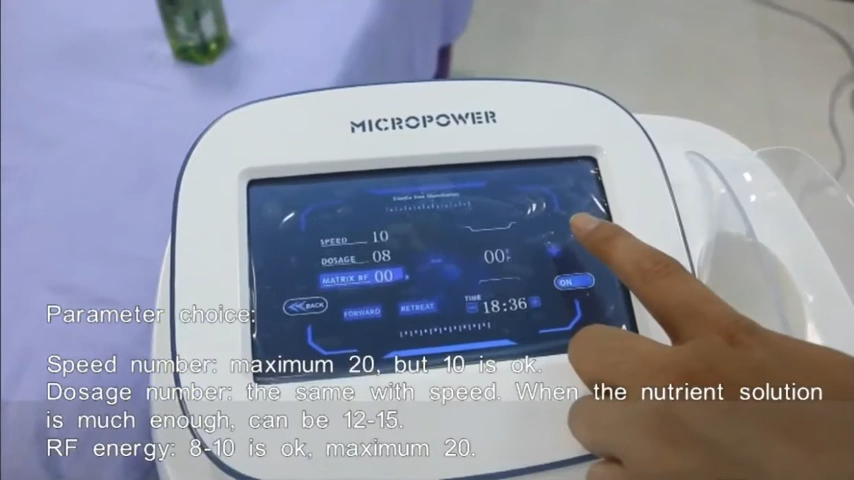 MICROPOWER
SPEED 10
DOSAGE 08
MATRIX RF 00
00
ON
BACK
FORWARD
RETREAT
TIME
18:36
Parameter choice:
Speed number: maximum 20, but 10 is ok.
Dosage number: the same with speed. When the nutrient solution
is much enough, can be 12-15.
RF energy: 8-10 is ok, maximum 20.